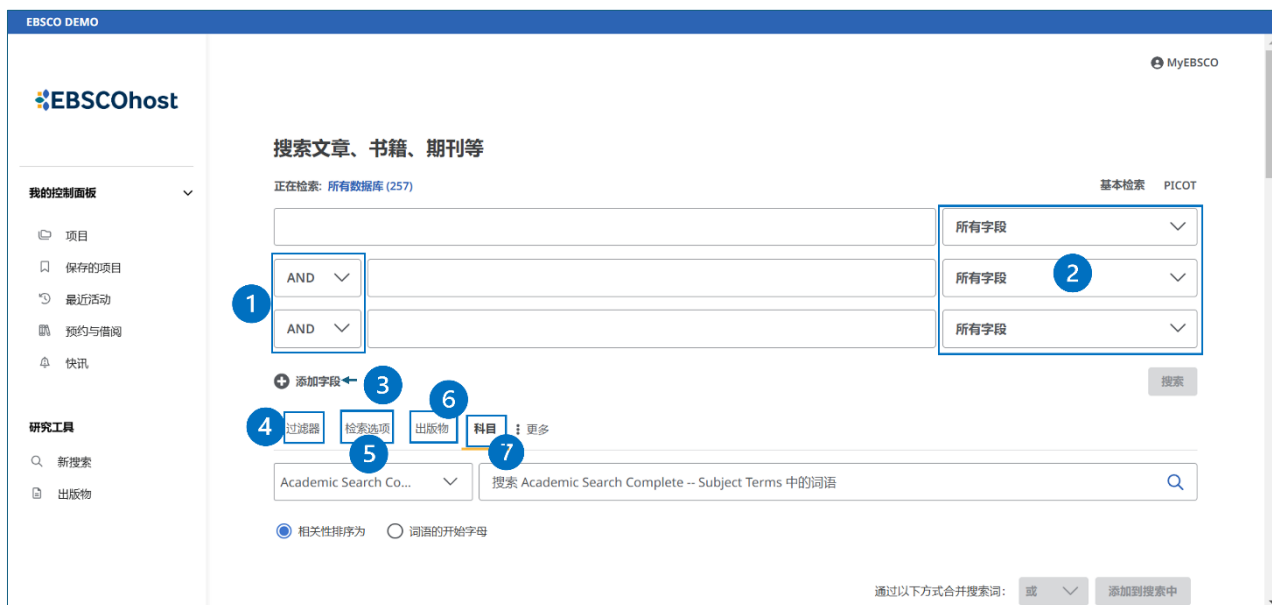 EBSCO DEMO
MyEBSCO
EBSCOhost
搜索文章、书籍、期刊等
正在检索: 所有数据库 (257)
基本检索 PICOT
我的控制面板
项目
保存的项目
最近活动
预约与借阅
快讯
研究工具
新搜索
出版物
所有字段
AND
所有字段
2
1
AND
所有字段
添加字段
3
搜索
6
4
过滤器
检索选项
出版物
科目
更多
5
7
Academic Search Co...
搜索 Academic Search Complete -- Subject Terms 中的词语
相关性排序为
词语的开始字母
通过以下方式合并搜索词:
或
添加到搜索中